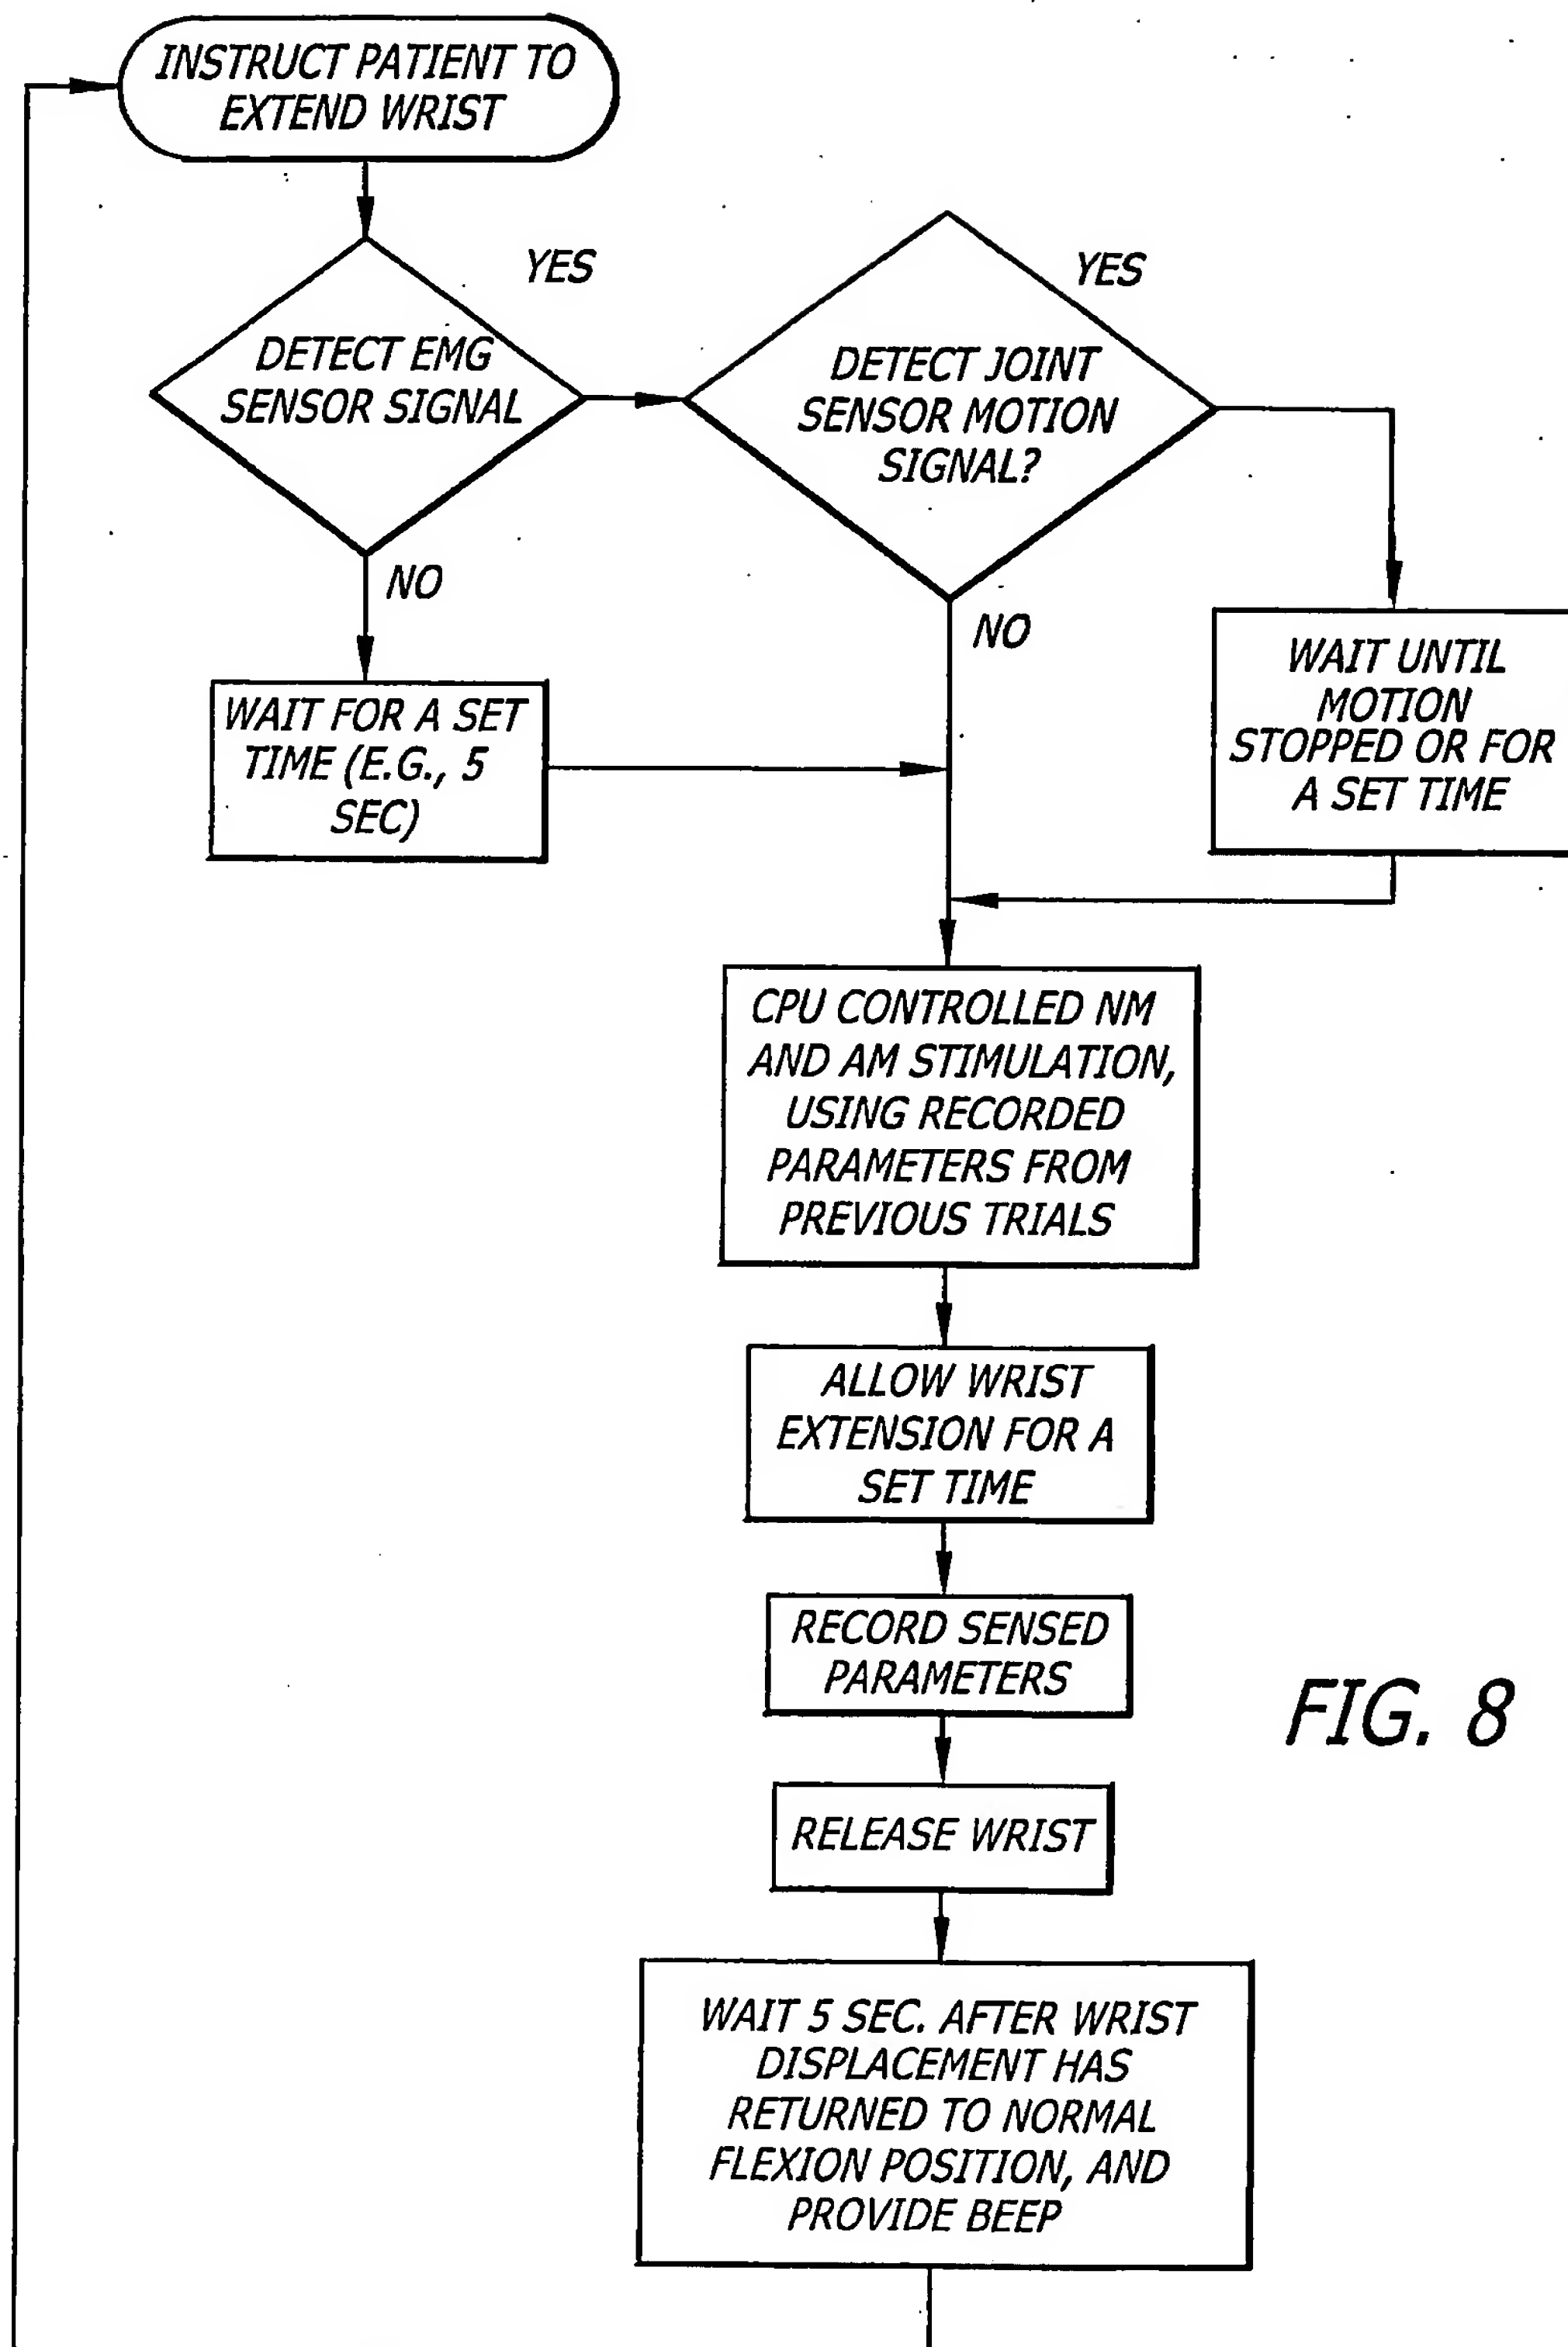 INSTRUCT PATIENT TO
EXTEND WRIST
YES
DETECT EMG
SENSOR SIGNAL
NO
YES
DETECT JOINT
SENSOR MOTION
SIGNAL?
NO
WAIT FOR A SET
TIME (E.G., 5
SEC)
WAIT UNTIL
MOTION
STOPPED OR FOR
A SET TIME
CPU CONTROLLED NM
AND AM STIMULATION,
USING RECORDED
PARAMETERS FROM
PREVIOUS TRIALS
ALLOW WRIST
EXTENSION FOR A
SET TIME
RECORD SENSED
PARAMETERS
RELEASE WRIST
WAIT 5 SEC. AFTER WRIST
DISPLACEMENT HAS
RETURNED TO NORMAL
FLEXION POSITION, AND
PROVIDE BEEP
FIG. 8